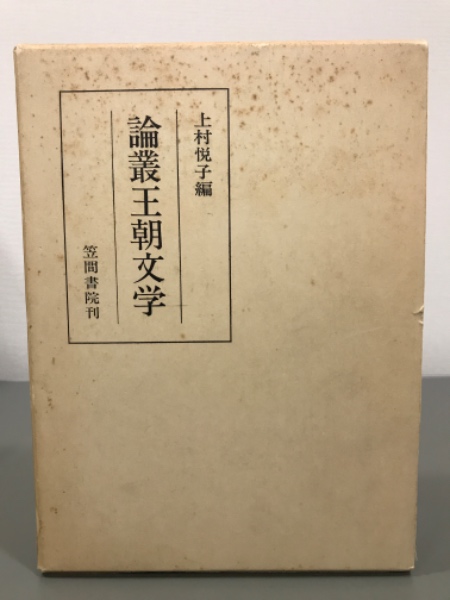 上村悦子編
論叢王朝文学
笠間書院刊